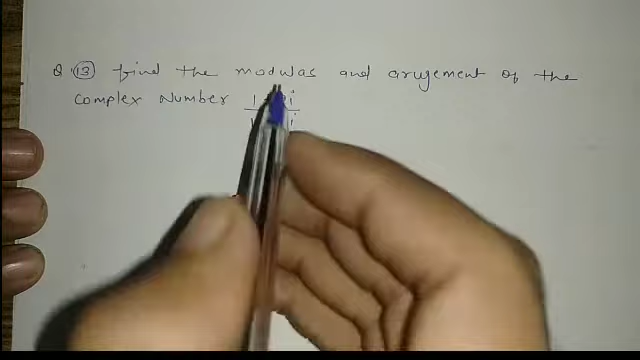 Q. 13 find the modulas and arugement of the
Complex Number